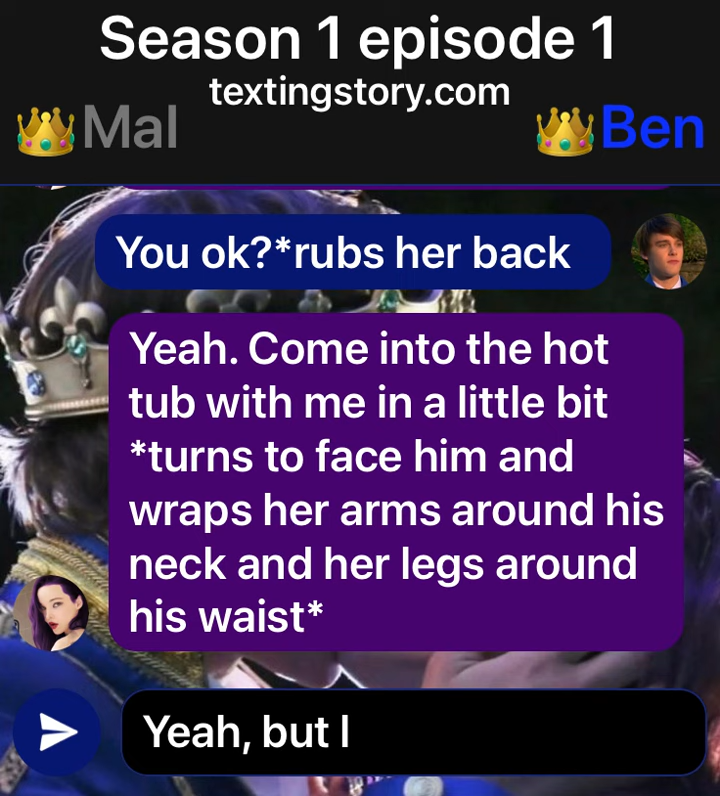 Season 1 episode 1
textingstory.com
👑Mal
👑Ben
You ok?*rubs her back
Yeah. Come into the hot
tub with me in a little bit
*turns to face him and
wraps her arms around his
neck and her legs around
his waist*
Yeah, but I